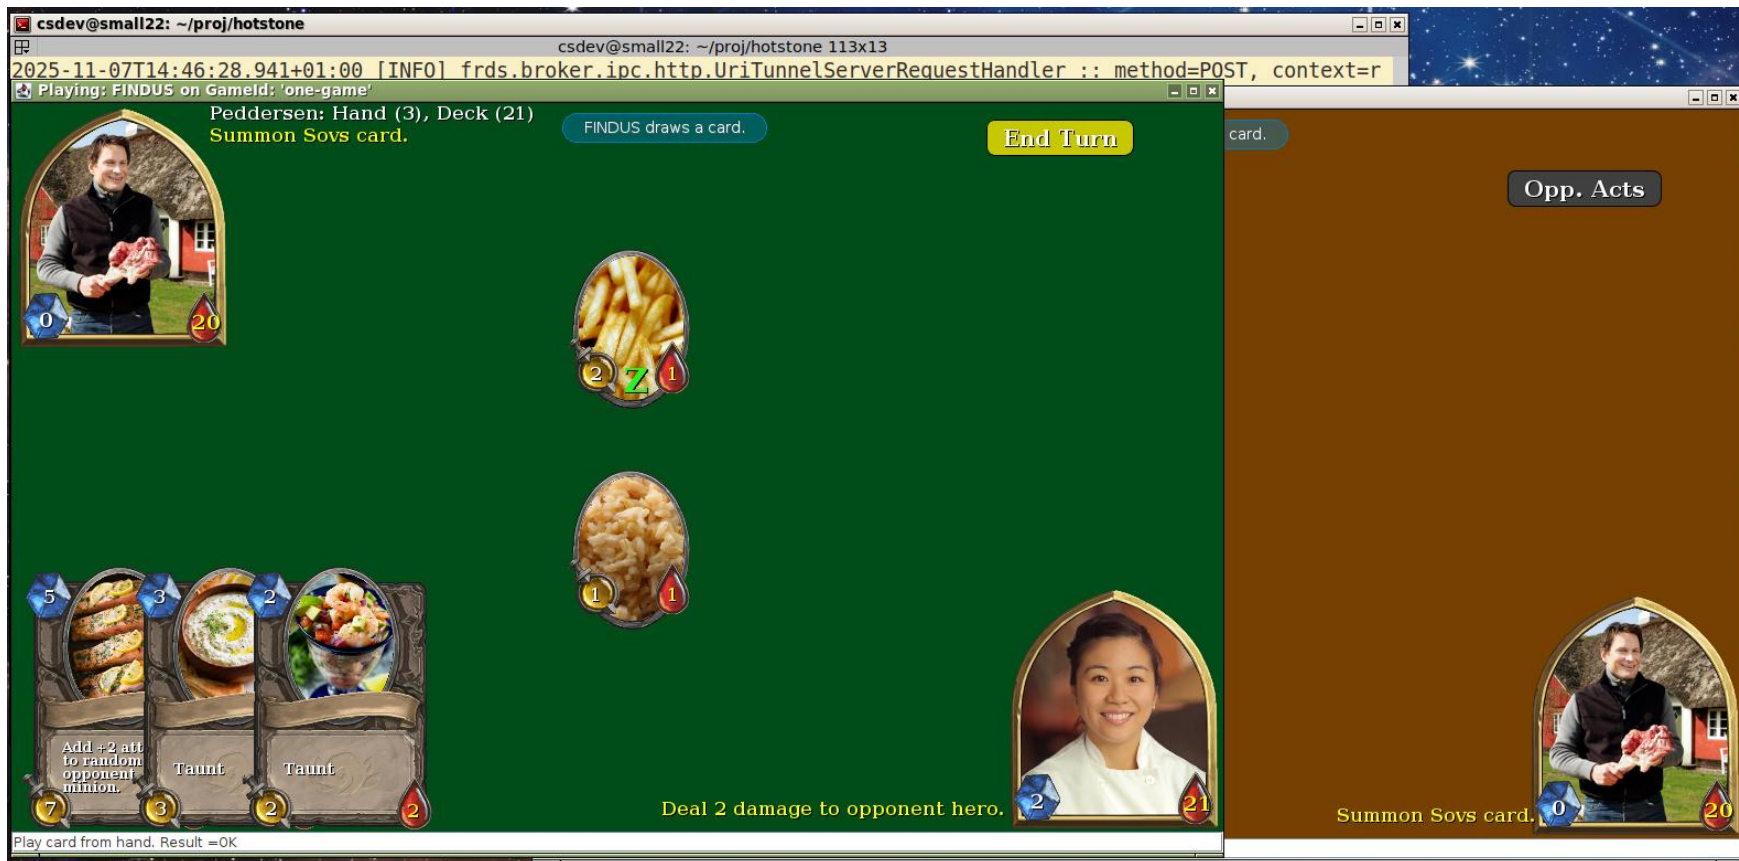 csdev@small22: ~/proj/hotstone
csdev@small22: ~/proj/hotstone 113x13
2025-11-07T14:46:28.941+01:00 [INFO] frds.broker.ipc.http.UriTunnelServerRequestHandler :: method=POST, context=r
Playing: FINDUS on GameId: 'one-game'
Peddersen: Hand (3), Deck (21)
Summon Sovs card.
FINDUS draws a card.
End Turn
card.
Opp. Acts
0
20
2
Z
1
1
1
5
3
2
Add +2 att
to random
opponent
minion.
Taunt
Taunt
7
3
2
2
Deal 2 damage to opponent hero.
2
21
Summon Sovs card.
0
20
Play card from hand. Result =OK